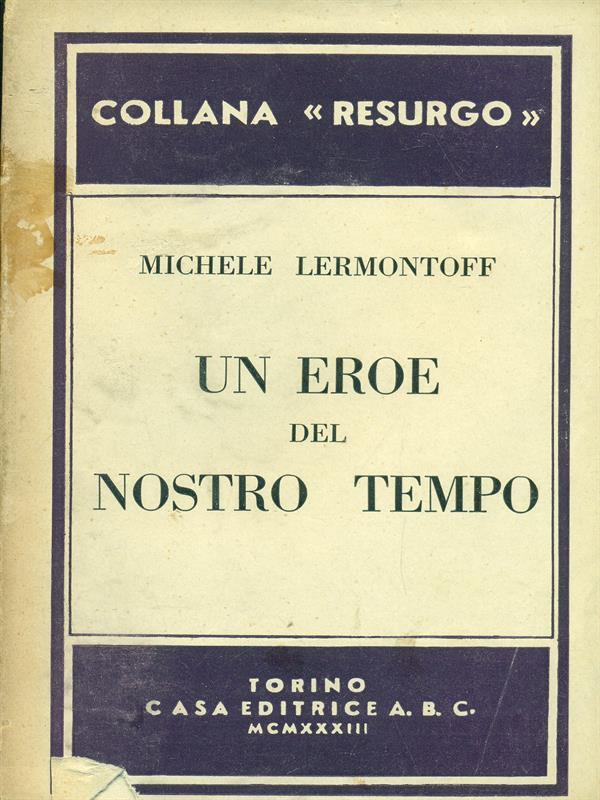 COLLANA « RESURGO »
MICHELE LERMONTOFF
UN EROE
DEL
NOSTRO TEMPO
TORINO
CASA EDITRICE A. B. C.
MCMXXXIII